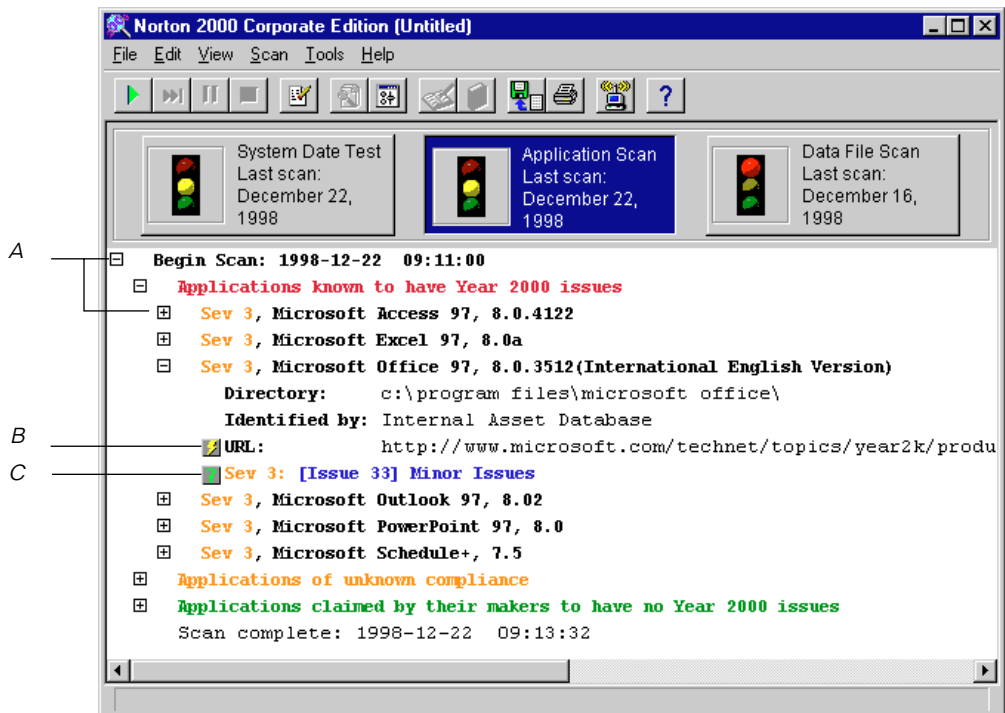 Norton 2000 Corporate Edition (Untitled)
File Edit View Scan Tools Help
?
System Date Test
Last scan:
December 22,
1998
Application Scan
Last scan:
December 22,
1998
Data File Scan
Last scan:
December 16,
1998
A
Begin Scan: 1998-12-22 09:11:00
Applications known to have Year 2000 issues
Sev 3, Microsoft Access 97, 8.0.4122
Sev 3, Microsoft Excel 97, 8.0a
Sev 3, Microsoft Office 97, 8.0.3512(International English Version)
Directory: c:\program files\microsoft office\
Identified by: Internal Asset Database
B
URL: http://www.microsoft.com/technet/topics/year2k/produ
C
? Sev 3: [Issue 33] Minor Issues
Sev 3, Microsoft Outlook 97, 8.02
Sev 3, Microsoft PowerPoint 97, 8.0
Sev 3, Microsoft Schedule+, 7.5
Applications of unknown compliance
Applications claimed by their makers to have no Year 2000 issues
Scan complete: 1998-12-22 09:13:32